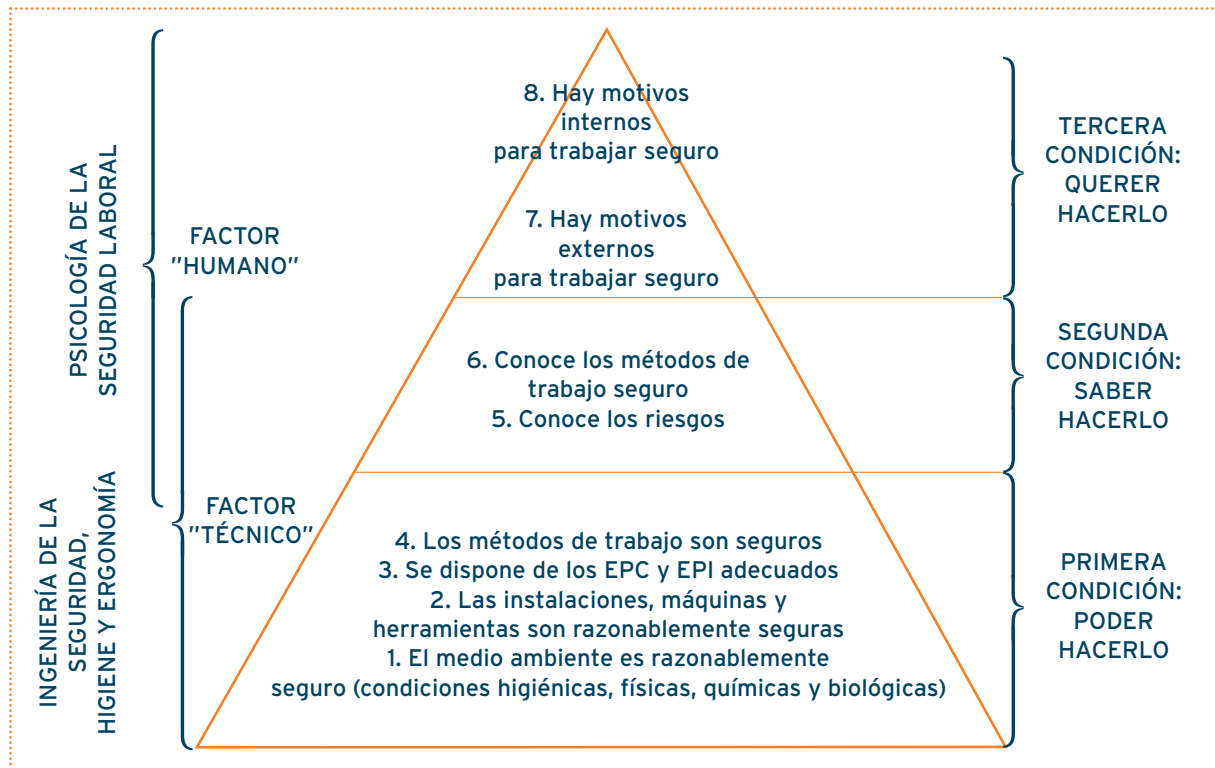 PSICOLOGÍA DE LA
SEGURIDAD LABORAL
FACTOR
"HUMANO"
INGENIERÍA DE LA
SEGURIDAD,
HIGIENE Y ERGONOMÍA
FACTOR
"TÉCNICO"
8. Hay motivos
internos
para trabajar seguro
7. Hay motivos
externos
para trabajar seguro
6. Conoce los métodos de
trabajo seguro
5. Conoce los riesgos
4. Los métodos de trabajo son seguros
3. Se dispone de los EPC y EPI adecuados
2. Las instalaciones, máquinas y
herramientas son razonablemente seguras
1. El medio ambiente es razonablemente
seguro (condiciones higiénicas, físicas, químicas y biológicas)
TERCERA
CONDICIÓN:
QUERER
HACERLO
SEGUNDA
CONDICIÓN:
SABER
HACERLO
PRIMERA
CONDICIÓN:
PODER
HACERLO